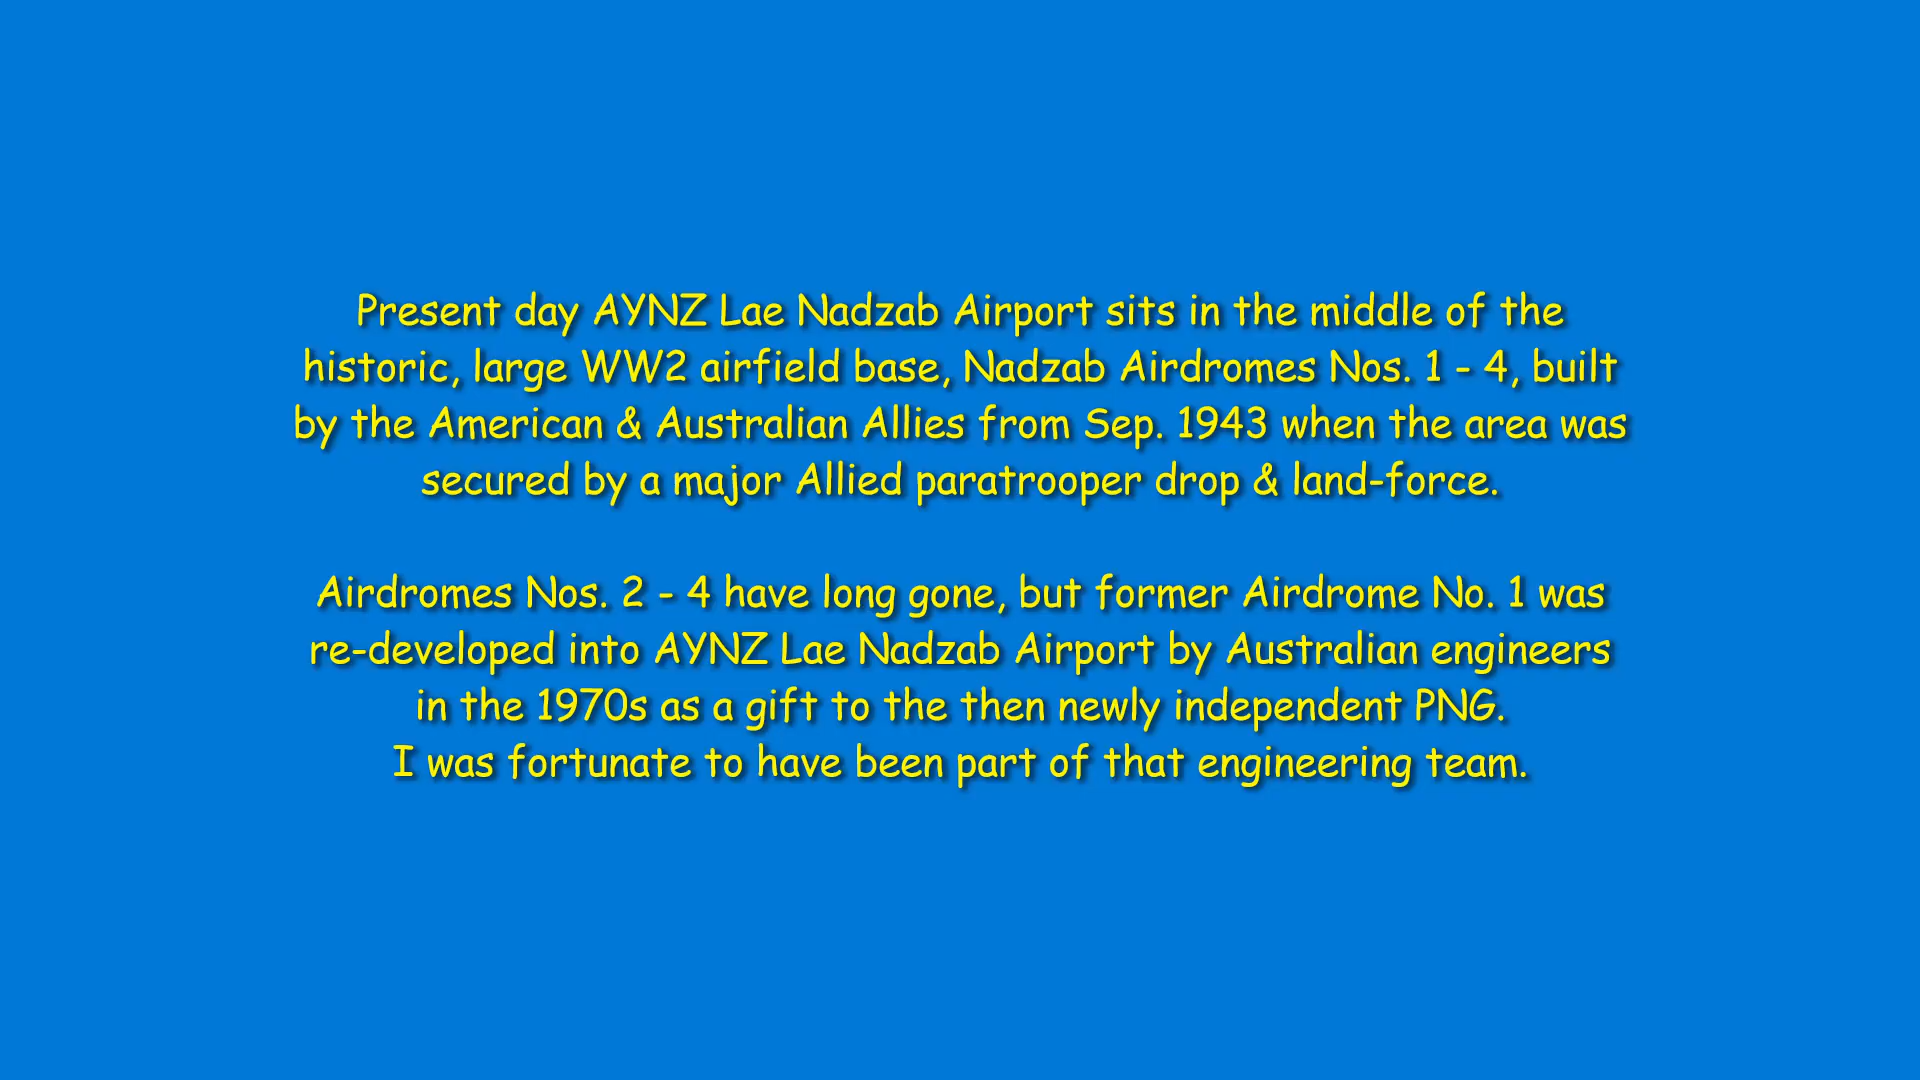 Present day AYNZ Lae Nadzab Airport sits in the middle of the
historic, large WW2 airfield base, Nadzab Airdromes Nos. 1 - 4, built
by the American & Australian Allies from Sep. 1943 when the area was
secured by a major Allied paratrooper drop & land-force.
Airdromes Nos. 2 - 4 have long gone, but former Airdrome No. 1 was
re-developed into AYNZ Lae Nadzab Airport by Australian engineers
in the 1970s as a gift to the then newly independent PNG.
I was fortunate to have been part of that engineering team.